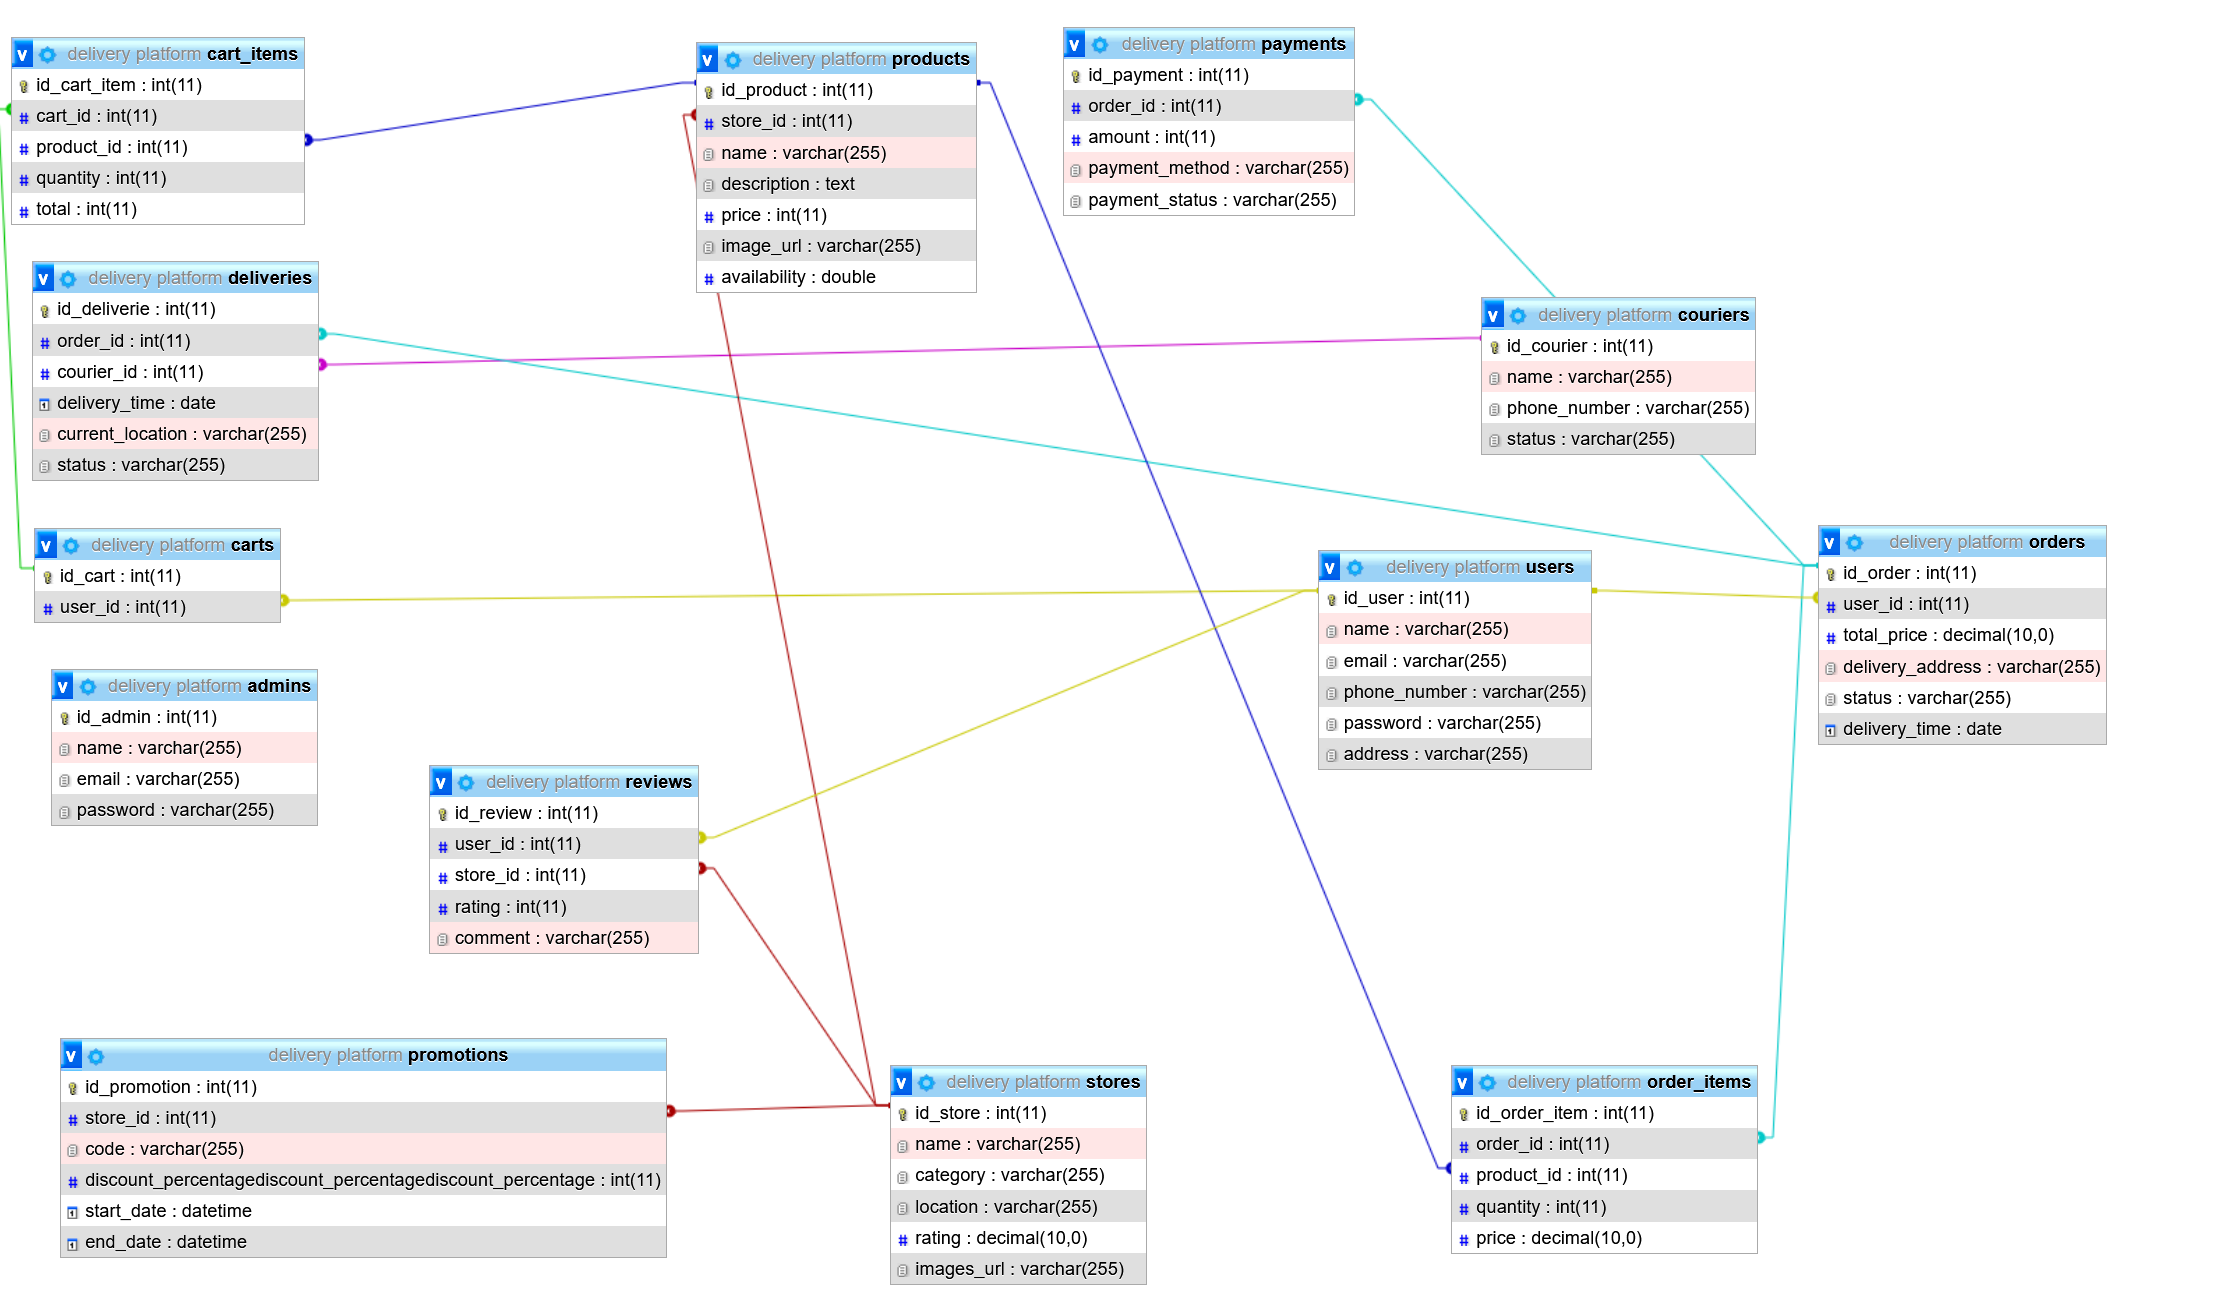 delivery platform cart_items
id_cart_item : int(11)
cart_id : int(11)
product_id : int(11)
quantity : int(11)
total : int(11)
delivery platform products
id_product : int(11)
store_id : int(11)
name : varchar(255)
description : text
price : int(11)
image_url : varchar(255)
availability : double
delivery platform payments
id_payment : int(11)
order_id : int(11)
amount : int(11)
payment_method : varchar(255)
payment_status : varchar(255)
delivery platform deliveries
id_deliverie : int(11)
order_id : int(11)
courier_id : int(11)
delivery_time : date
current_location : varchar(255)
status : varchar(255)
delivery platform couriers
id_courier : int(11)
name : varchar(255)
phone_number : varchar(255)
status : varchar(255)
delivery platform carts
id_cart : int(11)
user_id : int(11)
delivery platform users
id_user : int(11)
name : varchar(255)
email : varchar(255)
phone_number : varchar(255)
password : varchar(255)
address : varchar(255)
delivery platform orders
id_order : int(11)
user_id : int(11)
total_price : decimal(10,0)
delivery_address : varchar(255)
status : varchar(255)
delivery_time : date
delivery platform admins
id_admin : int(11)
name : varchar(255)
email : varchar(255)
password : varchar(255)
delivery platform reviews
id_review : int(11)
user_id : int(11)
store_id : int(11)
rating : int(11)
comment : varchar(255)
delivery platform promotions
id_promotion : int(11)
store_id : int(11)
code : varchar(255)
discount_percentagediscount_percentagediscount_percentage : int(11)
start_date : datetime
end_date : datetime
delivery platform stores
id_store : int(11)
name : varchar(255)
category : varchar(255)
location : varchar(255)
rating : decimal(10,0)
images_url : varchar(255)
delivery platform order_items
id_order_item : int(11)
order_id : int(11)
product_id : int(11)
quantity : int(11)
price : decimal(10,0)